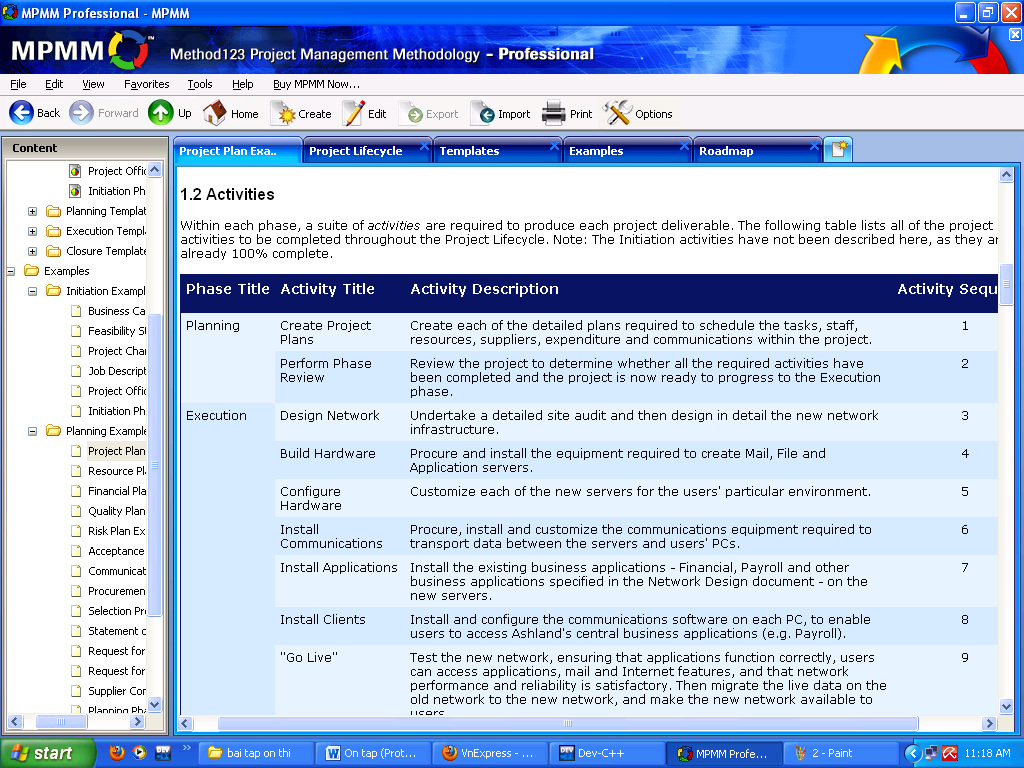 MPMM Professional - MPMM
MPMM™ Method123 Project Management Methodology – Professional
File Edit View Favorites Tools Help Buy MPMM Now...
Back Forward Up Home Create Edit Export Import Print Options
Content
Project Plan Exa.. Project Lifecycle Templates Examples Roadmap
Project Offic
Initiation Ph
Planning Templat
Execution Templ
Closure Template
Examples
Initiation Exampl
Business Ca
Feasibility St
Project Char
Job Descript
Project Offic
Initiation Ph
Planning Example
Project Plan
Resource Pl
Financial Pla
Quality Plan
Risk Plan Ex
Acceptance
Communicat
Procuremen
Selection Pr
Statement o
Request for
Request for
Supplier Con
Planning Ph
1.2 Activities
Within each phase, a suite of activities are required to produce each project deliverable. The following table lists all of the project
activities to be completed throughout the Project Lifecycle. Note: The Initiation activities have not been described here, as they ar
already 100% complete.
Phase Title Activity Title Activity Description Activity Sequ
Planning Create Project Create each of the detailed plans required to schedule the tasks, staff, 1
Plans resources, suppliers, expenditure and communications within the project.
Perform Phase Review the project to determine whether all the required activities have 2
Review been completed and the project is now ready to progress to the Execution
phase.
Execution Design Network Undertake a detailed site audit and then design in detail the new network 3
infrastructure.
Build Hardware Procure and install the equipment required to create Mail, File and 4
Application servers.
Configure Customize each of the new servers for the users' particular environment. 5
Hardware
Install Procure, install and customize the communications equipment required to 6
Communications transport data between the servers and users' PCs.
Install Applications Install the existing business applications - Financial, Payroll and other 7
business applications specified in the Network Design document - on the
new servers.
Install Clients Install and configure the communications software on each PC, to enable 8
users to access Ashland's central business applications (e.g. Payroll).
"Go Live" Test the new network, ensuring that applications function correctly, users 9
can access applications, mail and Internet features, and that network
performance and reliability is satisfactory. Then migrate the live data on the
old network to the new network, and make the new network available to
users.
start bai tap on thi On tap (Prot... VnExpress - ... Dev-C++ MPMM Profe... 2 - Paint 11:18 AM